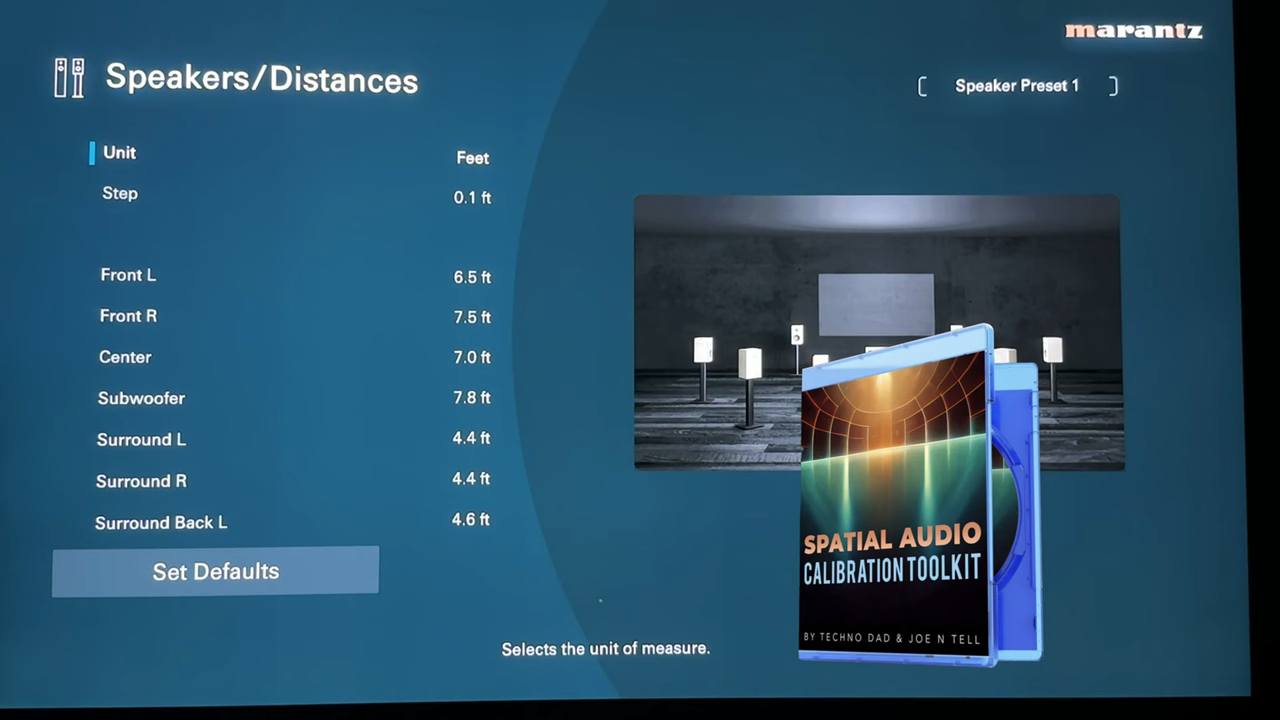 marantz
Speakers/Distances
Speaker Preset 1
Unit Feet
Step 0.1 ft
Front L 6.5 ft
Front R 7.5 ft
Center 7.0 ft
Subwoofer 7.8 ft
Surround L 4.4 ft
Surround R 4.4 ft
Surround Back L 4.6 ft
Set Defaults
Selects the unit of measure.
SPATIAL AUDIO
CALIBRATION TOOLKIT
BY TECHNO DAD & JOE N TELL